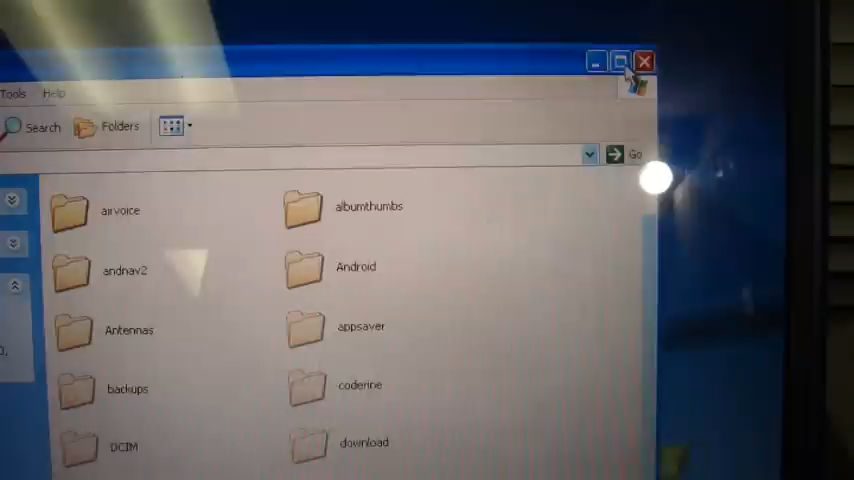 Tools Help
Search Folders
Go
airvoice albumthumbs
andnav2 Android
Antennas appsaver
backups coderine
DCIM download